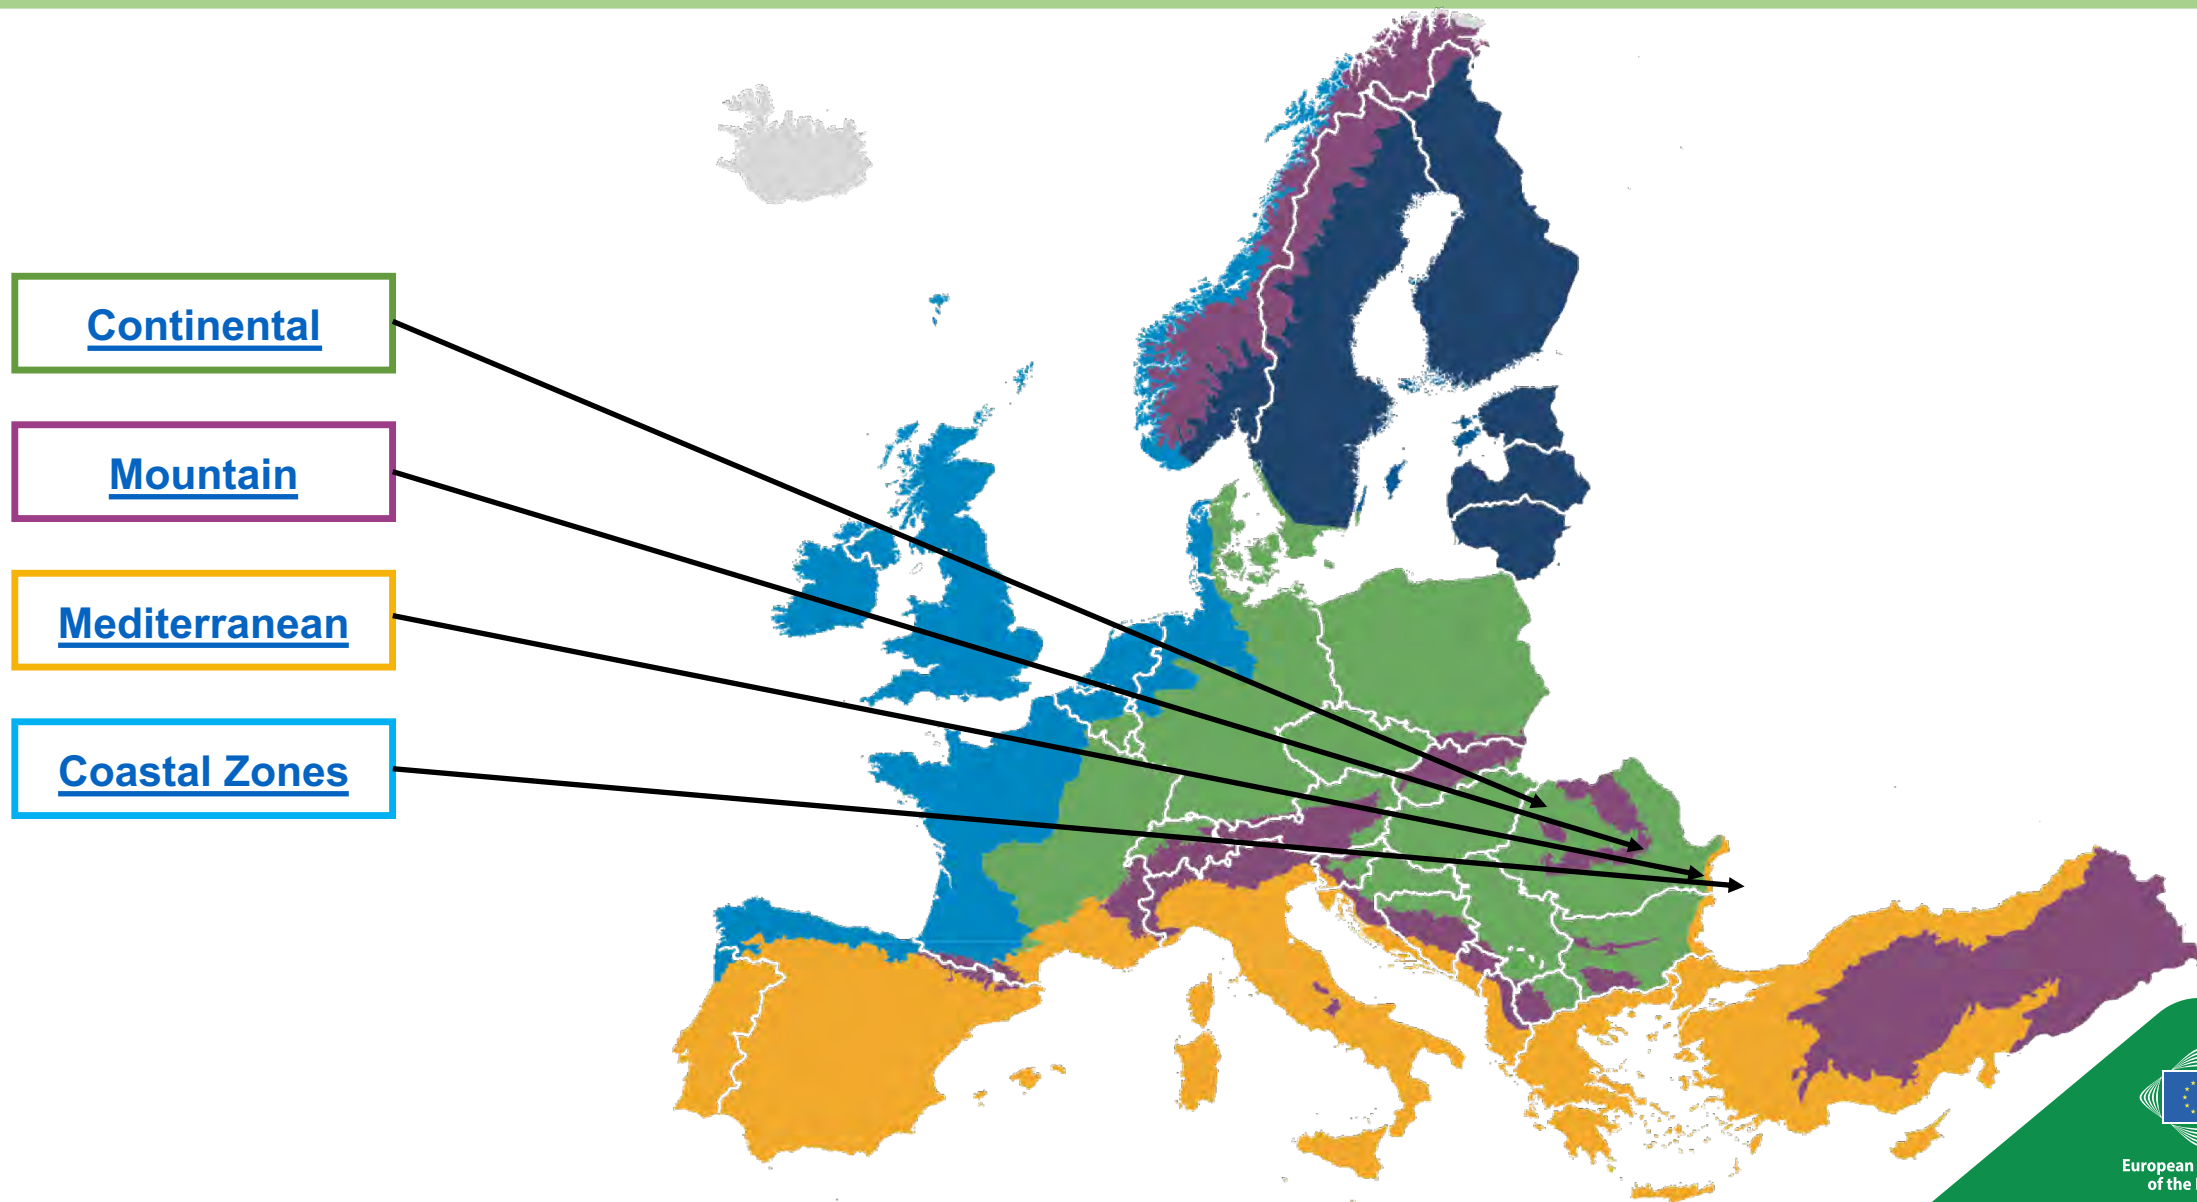 Continental
Mountain
Mediterranean
Coastal Zones
European
of the